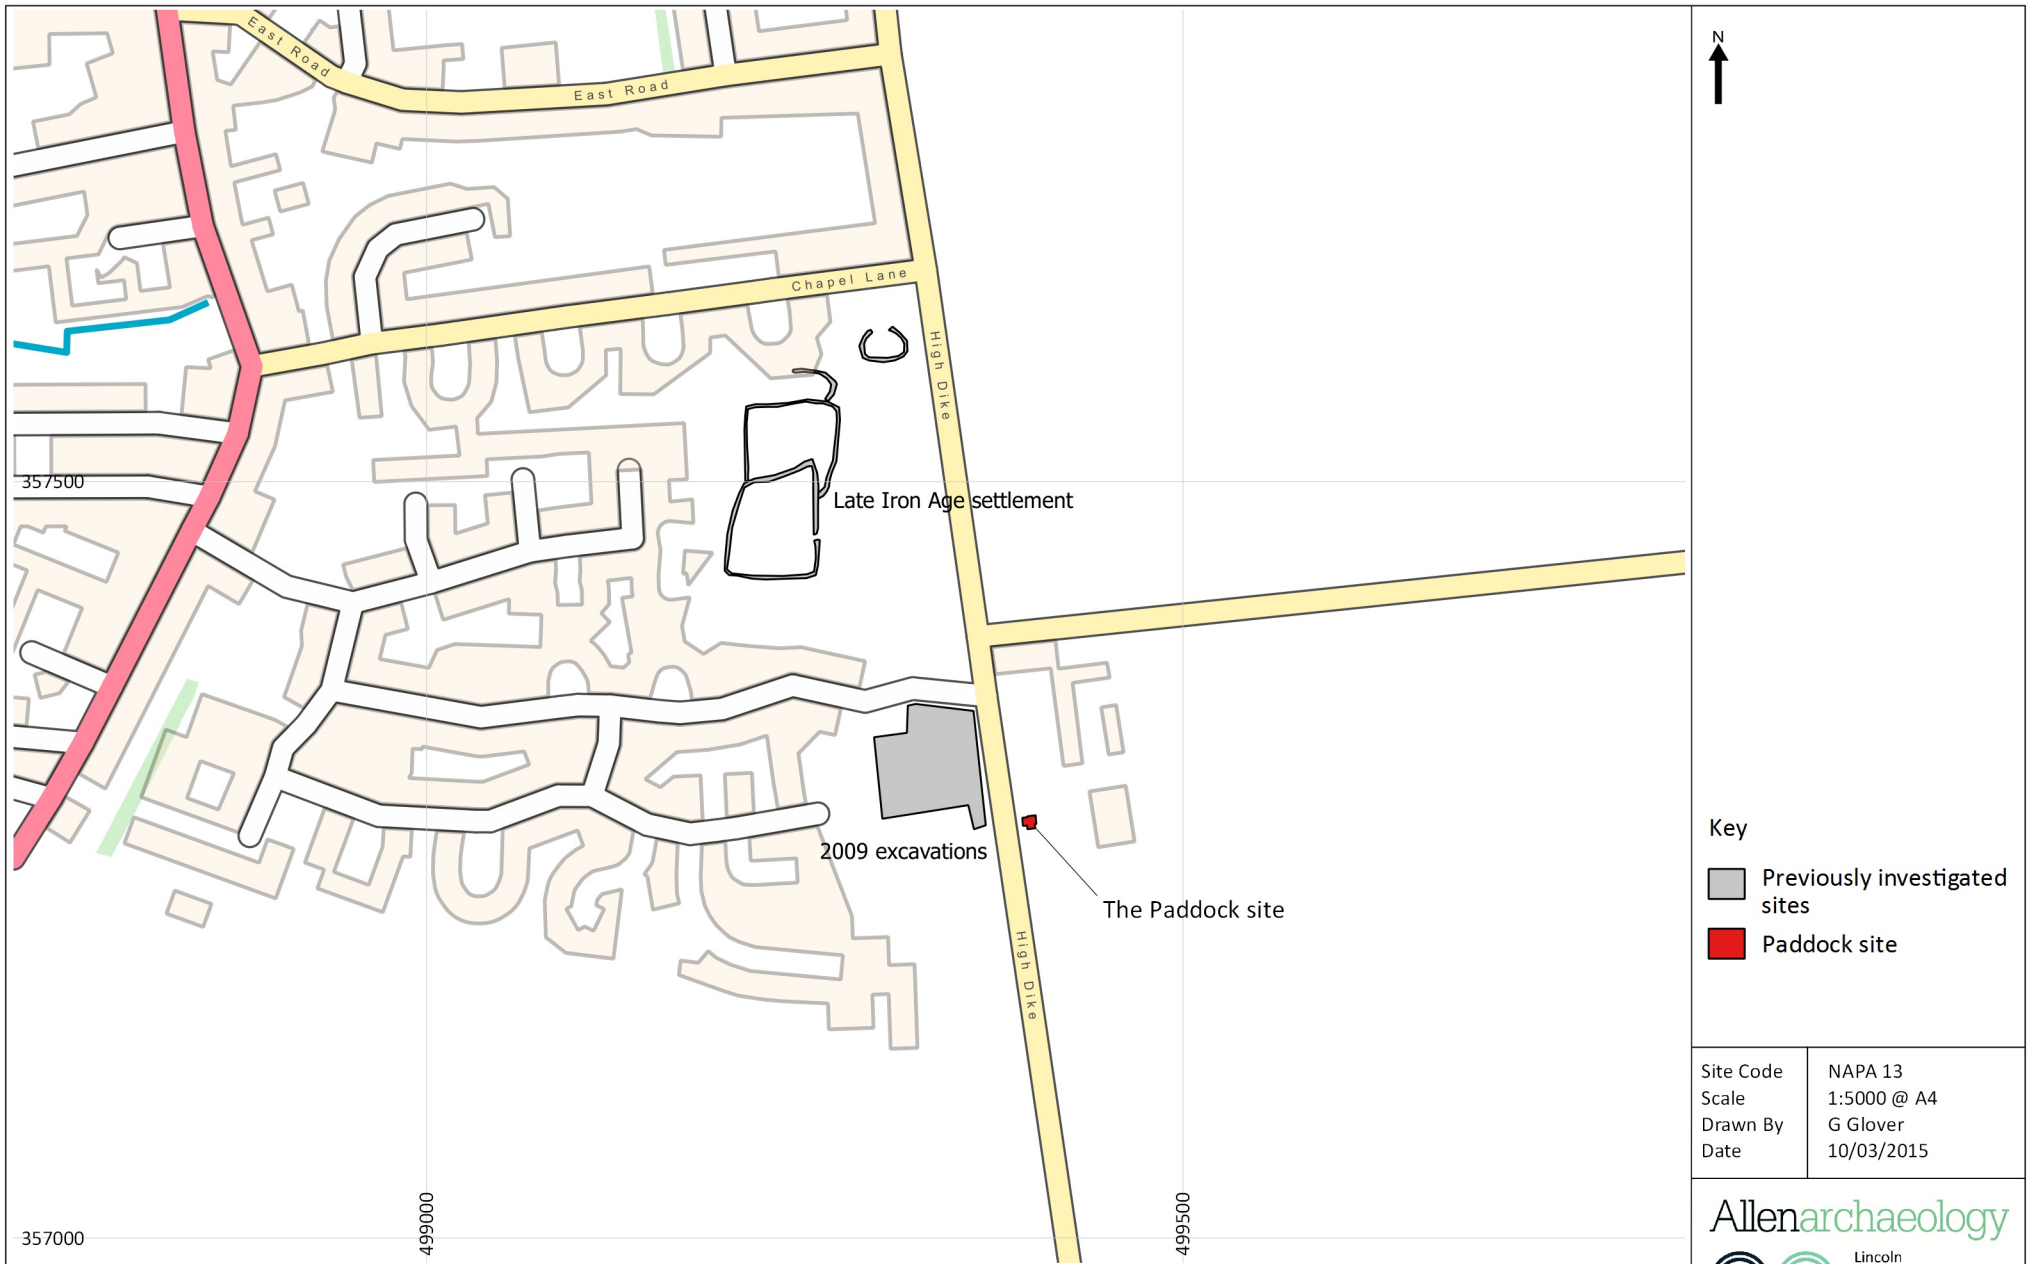 East Road
East Road
N
Chapel Lane
High Dike
357500
Late Iron Age settlement
2009 excavations
The Paddock site
High Dike
Key
Previously investigated
sites
Paddock site
Site Code NAPA 13
Scale 1:5000 @ A4
Drawn By G Glover
Date 10/03/2015
499000
499500
357000
Allenarchaeology
Lincoln